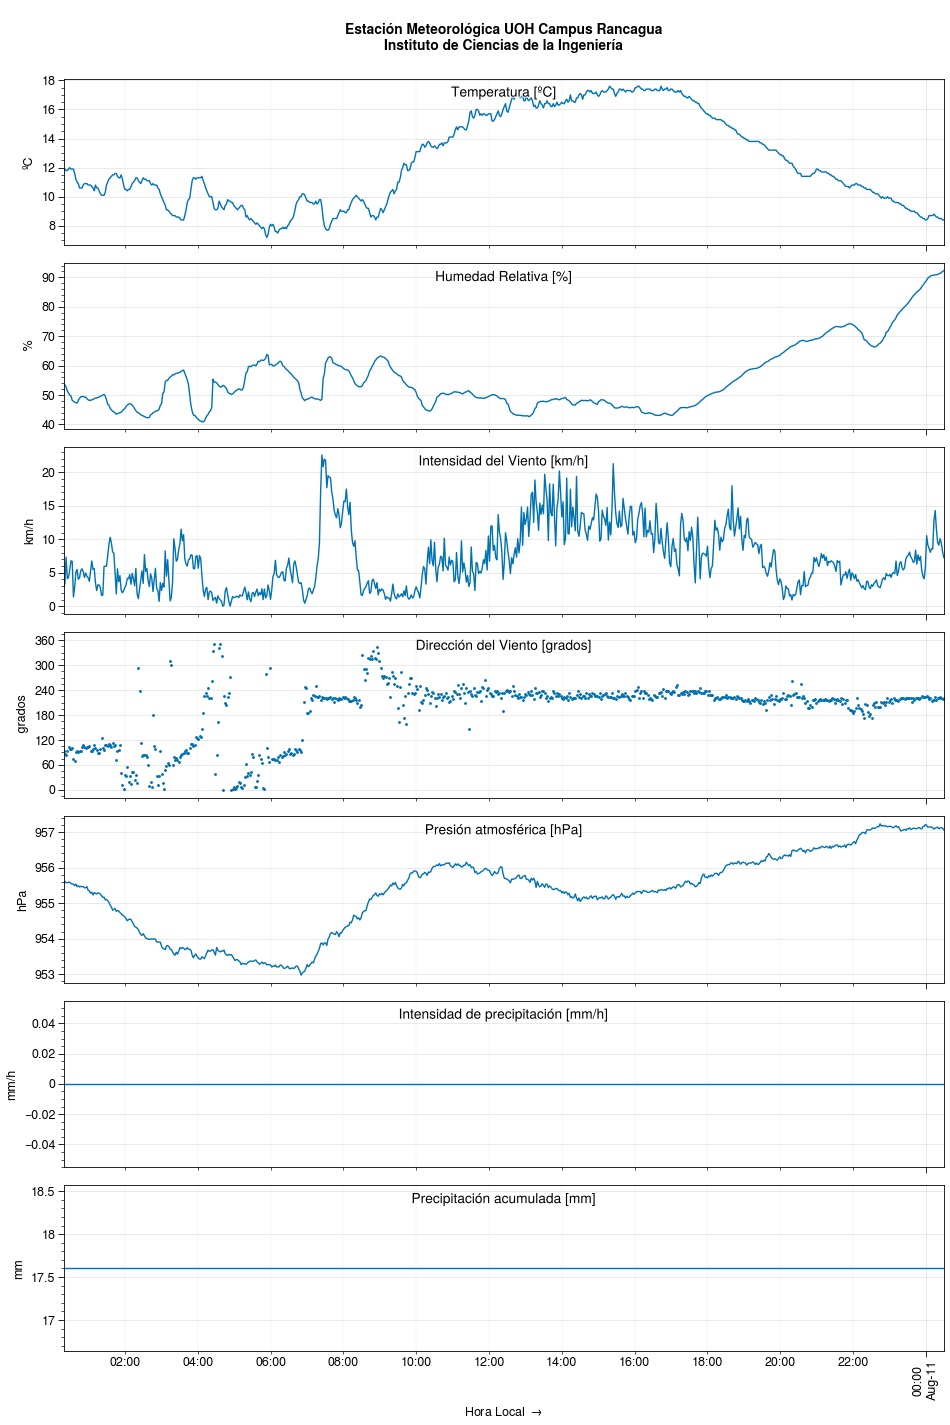 Estación Meteorológica UOH Campus Rancagua
Instituto de Ciencias de la Ingeniería
Temperatura [ºC]
ºC
18
16
14
12
10
8
Humedad Relativa [%]
%
90
80
70
60
50
40
Intensidad del Viento [km/h]
km/h
20
15
10
5
0
Dirección del Viento [grados]
grados
360
300
240
180
120
60
0
Presión atmosférica [hPa]
hPa
957
956
955
954
953
Intensidad de precipitación [mm/h]
mm/h
0.04
0.02
0
−0.02
−0.04
Precipitación acumulada [mm]
mm
18.5
18
17.5
17
02:00 04:00 06:00 08:00 10:00 12:00 14:00 16:00 18:00 20:00 22:00 00:00
Aug-11
Hora Local →